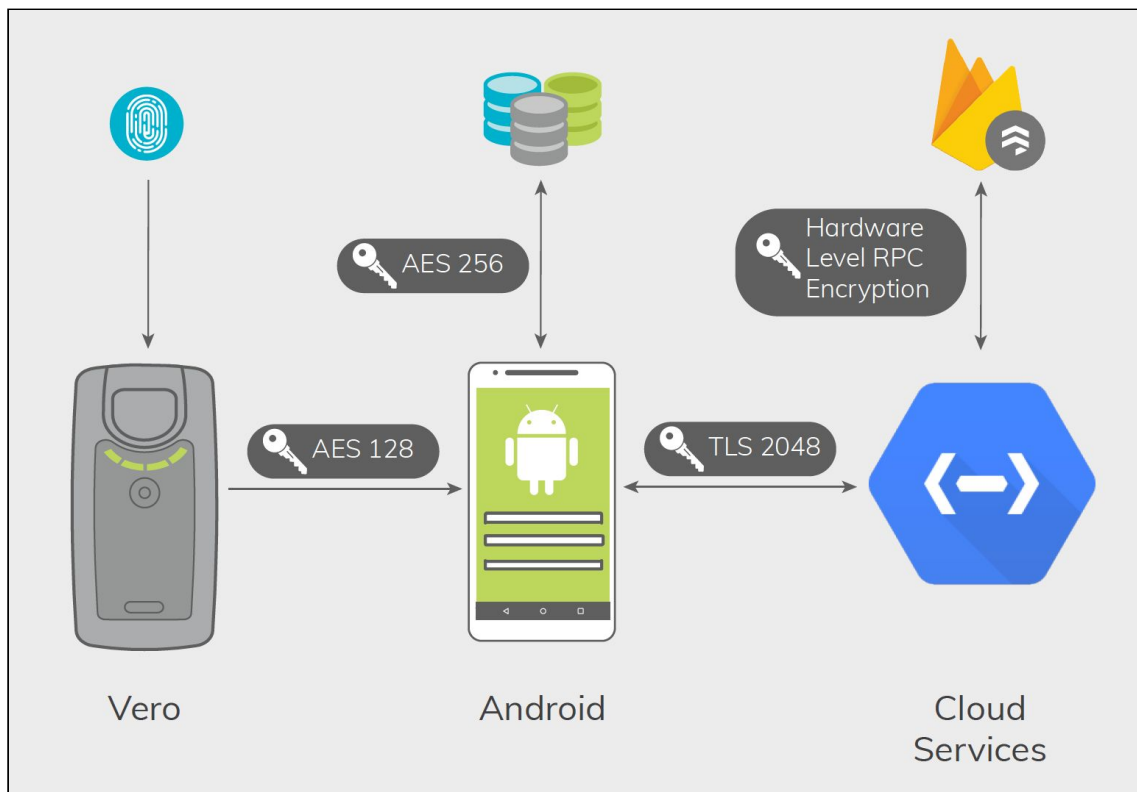 AES 256
Hardware
Level RPC
Encryption
AES 128
TLS 2048
Vero
Android
Cloud
Services